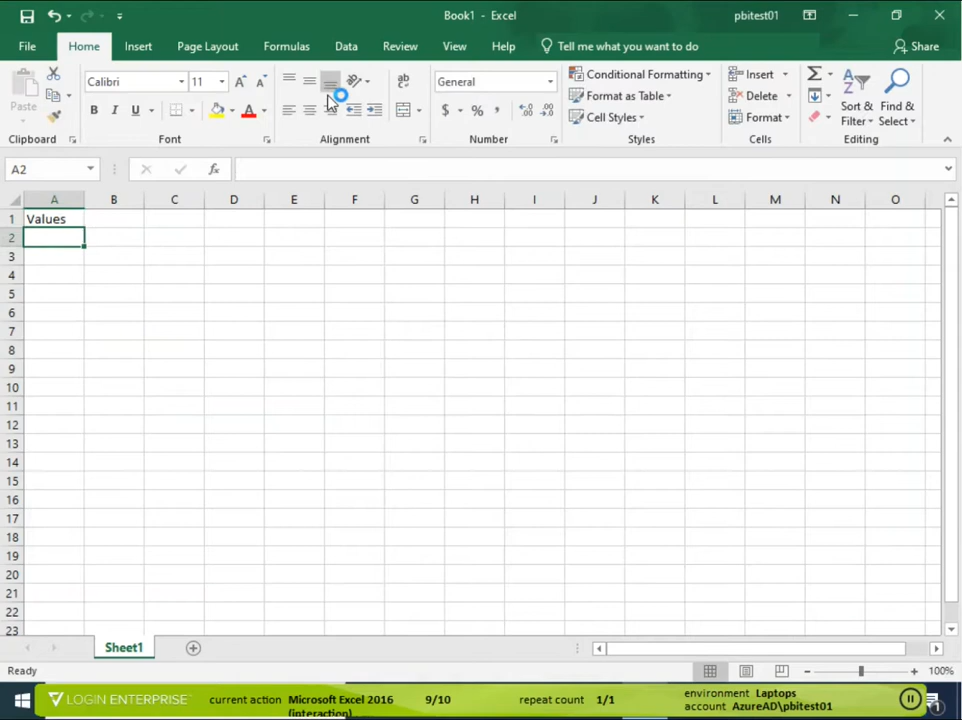 Book1 - Excel
pbitest01
File
Home
Insert
Page Layout
Formulas
Data
Review
View
Help
Tell me what you want to do
Share
Paste
Clipboard
Calibri
11
B I U
Font
ab
Alignment
General
$ % ,
Number
Conditional Formatting
Format as Table
Cell Styles
Styles
Insert
Delete
Format
Cells
Sort &
Filter
Find &
Select
Editing
A2
fx
A B C D E F G H I J K L M N O
1 Values
2
3
4
5
6
7
8
9
10
11
12
13
14
15
16
17
18
19
20
21
22
23
Sheet1
Ready
100%
LOGIN ENTERPRISE
current action
Microsoft Excel 2016
(interaction)
9/10
repeat count
1/1
environment Laptops
account AzureAD\pbitest01
1